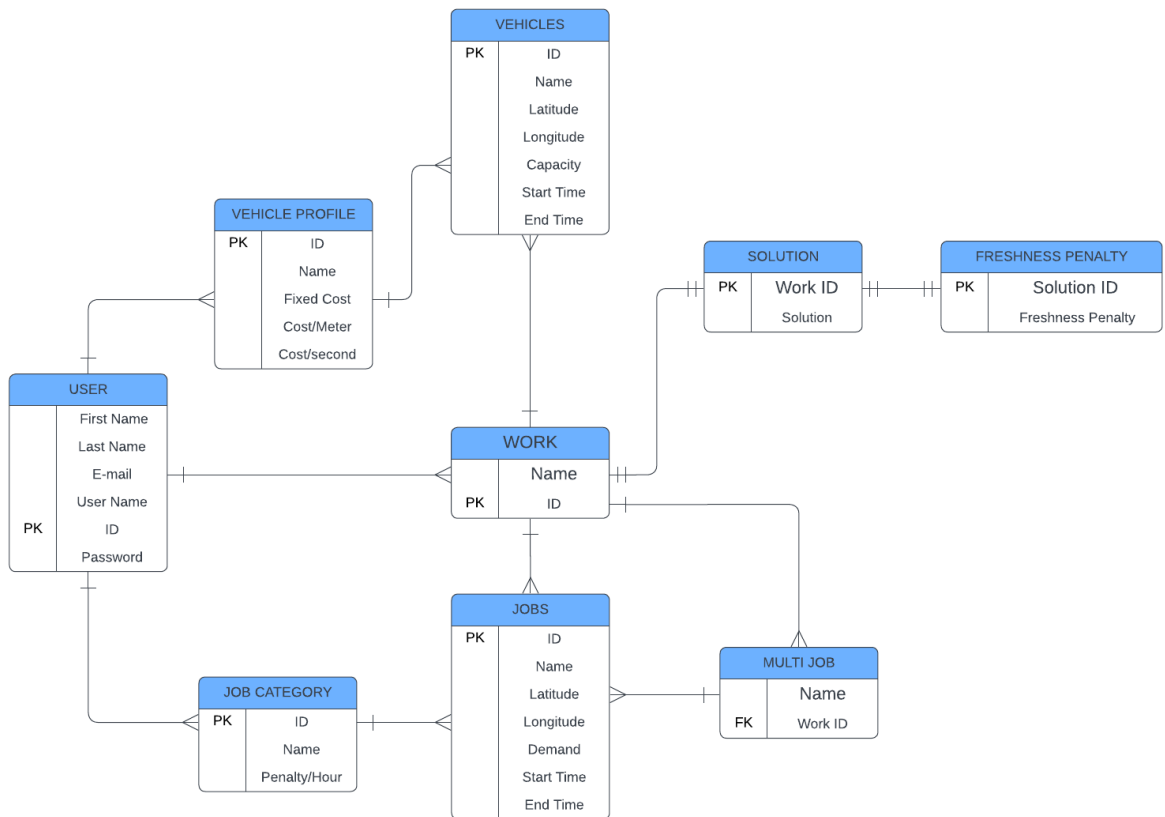 VEHICLES
PK ID
Name
Latitude
Longitude
Capacity
Start Time
End Time
VEHICLE PROFILE
PK ID
Name
Fixed Cost
Cost/Meter
Cost/second
SOLUTION
PK Work ID
Solution
FRESHNESS PENALTY
PK Solution ID
Freshness Penalty
USER
First Name
Last Name
E-mail
User Name
PK ID
Password
WORK
Name
PK ID
JOBS
PK ID
Name
Latitude
Longitude
Demand
Start Time
End Time
MULTI JOB
Name
FK Work ID
JOB CATEGORY
PK ID
Name
Penalty/Hour